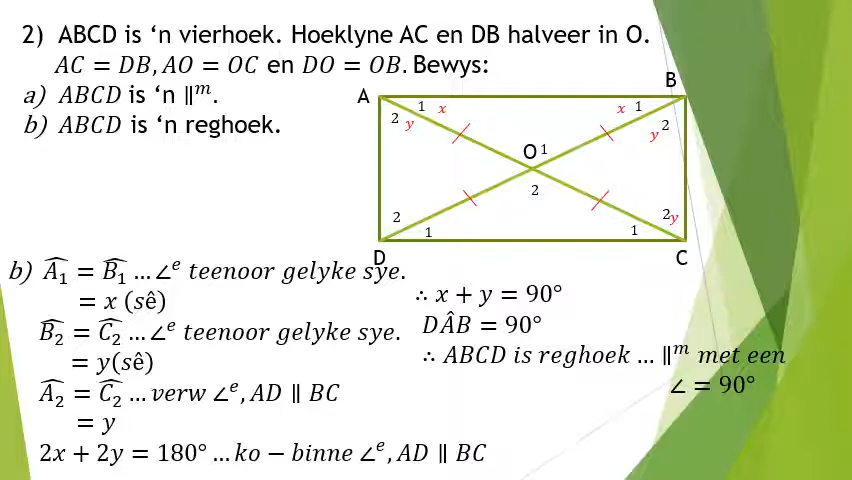 2) ABCD is ‘n vierhoek. Hoeklyne AC en DB halveer in O.
AC = DB, AO = OC en DO = OB. Bewys:
a) ABCD is ‘n ∥ᵐ.
b) ABCD is ‘n reghoek.
A B
1 x x 1
2 y y 2
O 1
2
2 2 y
1 1
D C
b) Â₁ = B̂₁ … ∠ᵉ teenoor gelyke sye.
= x (sê)
B̂₂ = Ĉ₂ … ∠ᵉ teenoor gelyke sye.
= y(sê)
Â₂ = Ĉ₂ … verw ∠ᵉ, AD ∥ BC
= y
2x + 2y = 180° … ko − binne ∠ᵉ, AD ∥ BC
∴ x + y = 90°
DÂB = 90°
∴ ABCD is reghoek … ∥ᵐ met een
∠ = 90°